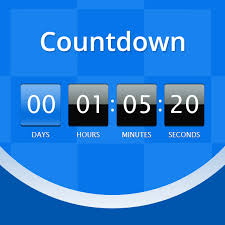 Countdown
00 01:05:20
DAYS HOURS MINUTES SECONDS